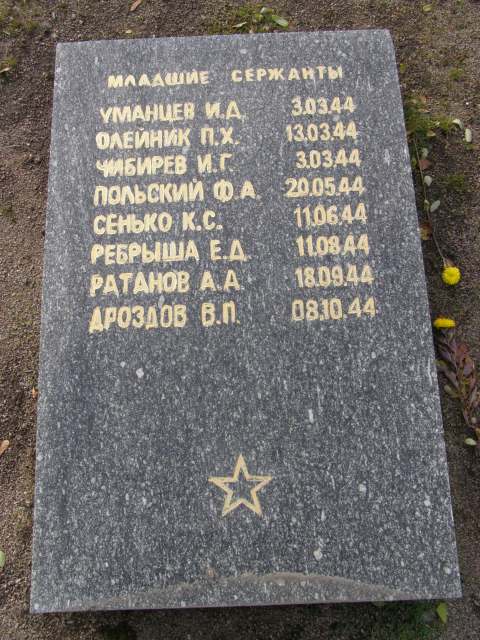 МЛАДШИЕ СЕРЖАНТЫ
УМАНЦЕВ И.Д. 3.03.44
ОЛЕЙНИК П.Х. 13.03.44
ЧИБИРЕВ И.Г. 3.03.44
ПОЛЬСКИЙ Ф.А. 20.05.44
СЕНЬКО К.С. 11.06.44
РЕБРЫША Е.Д. 11.08.44
РАТАНОВ А.Д. 18.09.44
ДРОЗДОВ В.П. 08.10.44